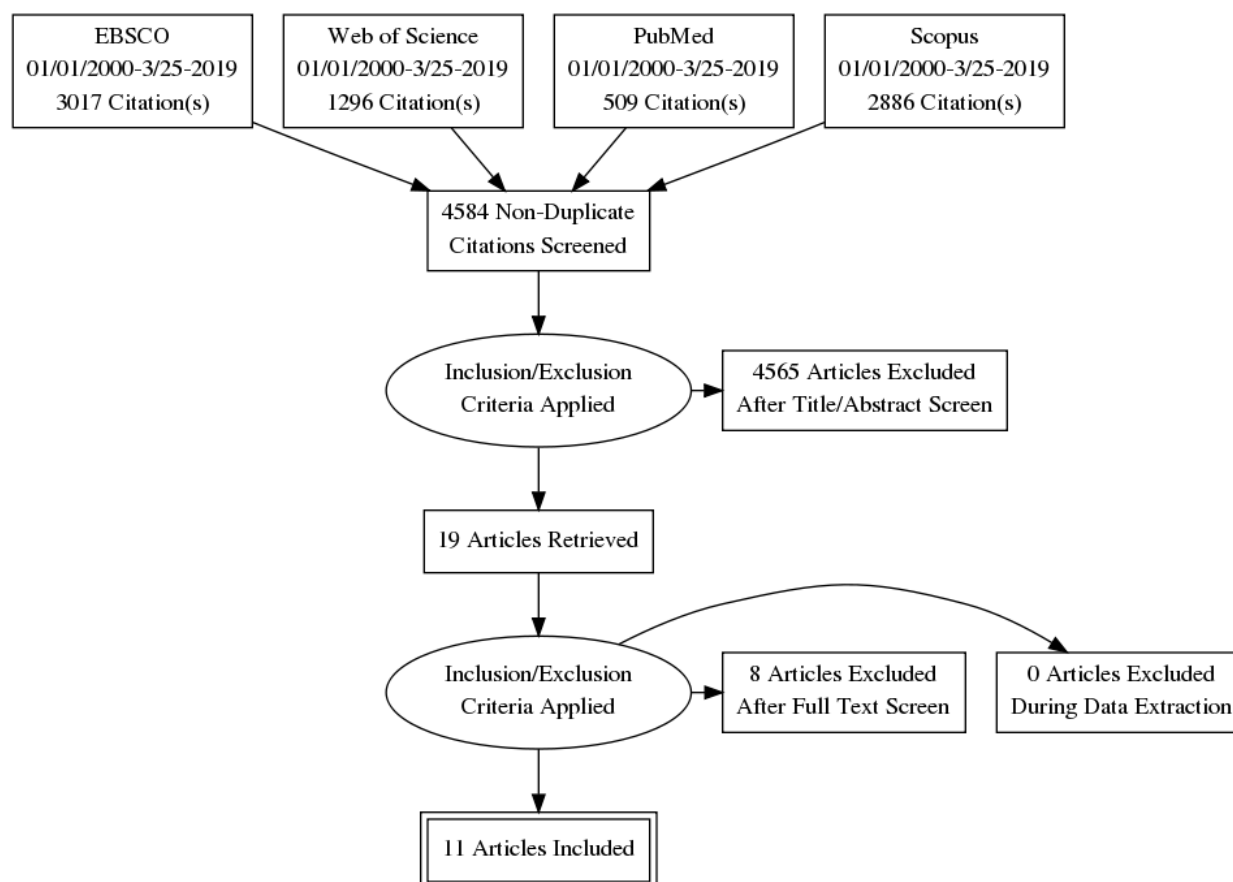 EBSCO
01/01/2000-3/25-2019
3017 Citation(s)
Web of Science
01/01/2000-3/25-2019
1296 Citation(s)
PubMed
01/01/2000-3/25-2019
509 Citation(s)
Scopus
01/01/2000-3/25-2019
2886 Citation(s)
4584 Non-Duplicate
Citations Screened
Inclusion/Exclusion
Criteria Applied
4565 Articles Excluded
After Title/Abstract Screen
19 Articles Retrieved
Inclusion/Exclusion
Criteria Applied
8 Articles Excluded
After Full Text Screen
0 Articles Excluded
During Data Extraction
11 Articles Included